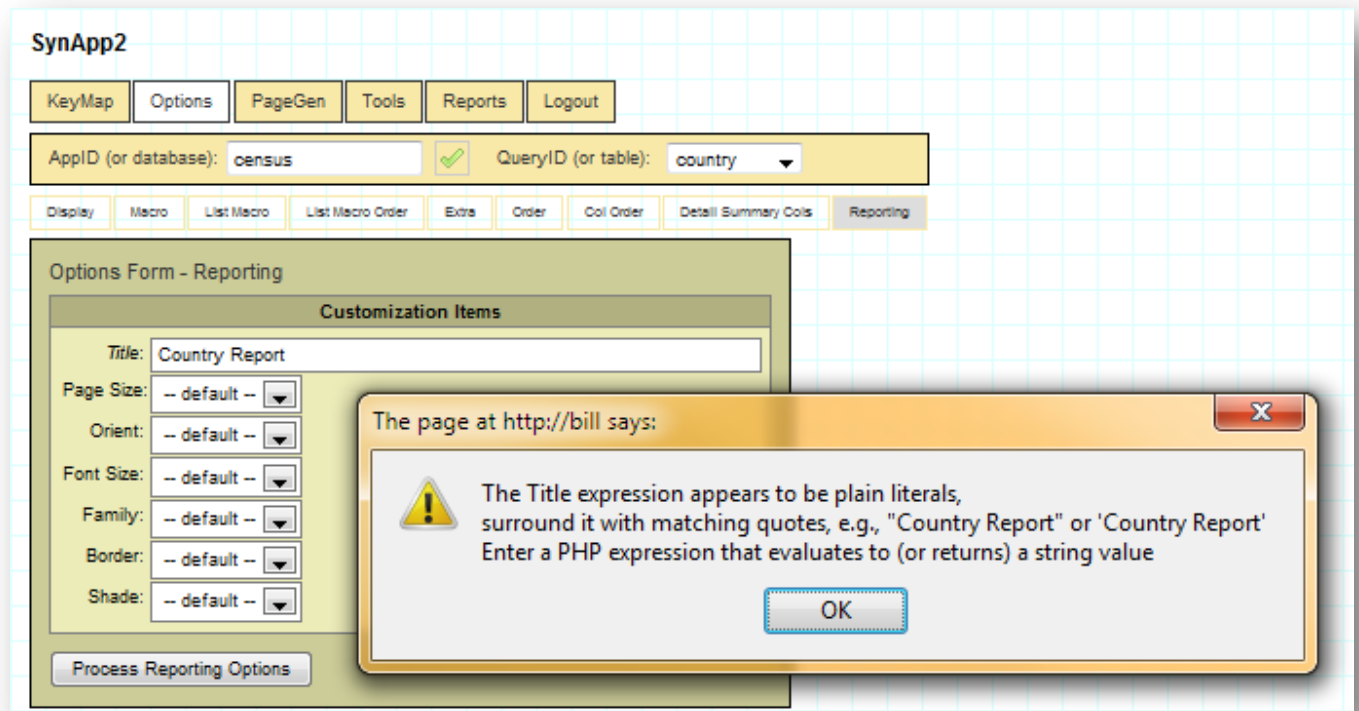 SynApp2
KeyMap Options PageGen Tools Reports Logout
AppID (or database): census QueryID (or table): country
Display Macro List Macro List Macro Order Extra Order Col Order Detail Summary Cols Reporting
Options Form - Reporting
Customization Items
Title: Country Report
Page Size: -- default --
Orient: -- default --
Font Size: -- default --
Family: -- default --
Border: -- default --
Shade: -- default --
Process Reporting Options
The page at http://bill says:
The Title expression appears to be plain literals,
surround it with matching quotes, e.g., "Country Report" or 'Country Report'
Enter a PHP expression that evaluates to (or returns) a string value
OK